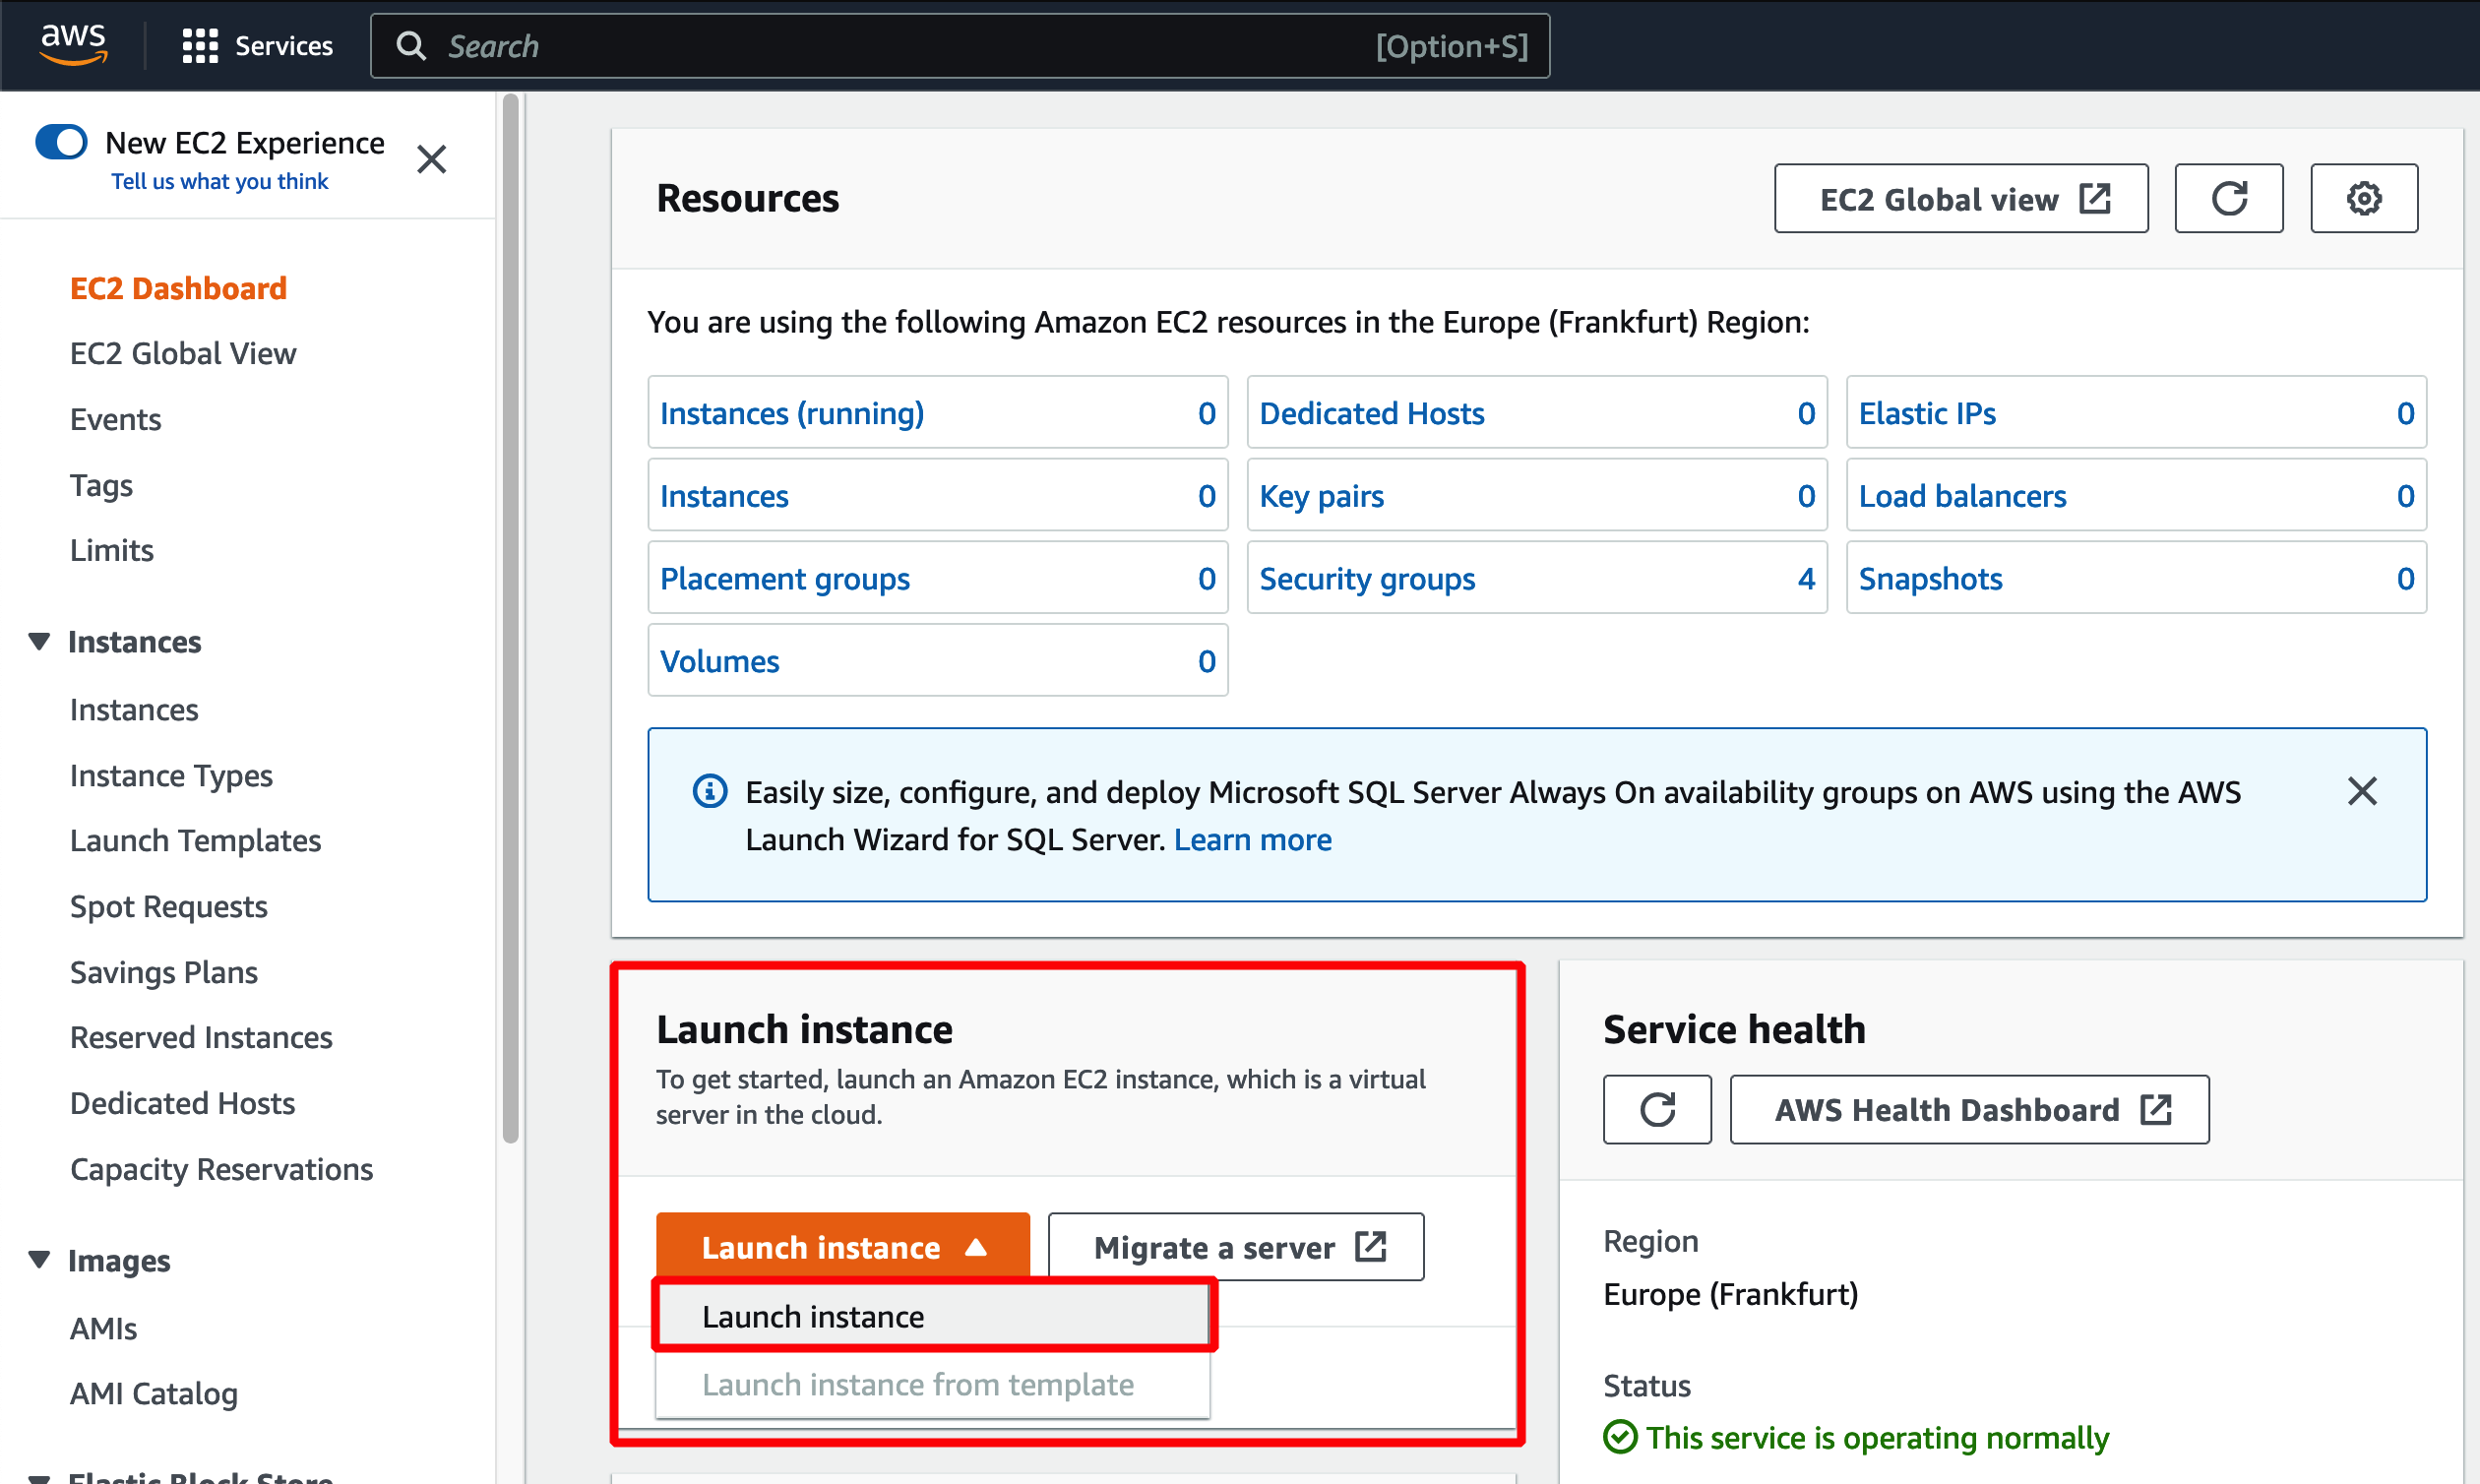 aws
Services
Search
[Option+S]
New EC2 Experience
Tell us what you think
EC2 Dashboard
EC2 Global View
Events
Tags
Limits
Instances
Instances
Instance Types
Launch Templates
Spot Requests
Savings Plans
Reserved Instances
Dedicated Hosts
Capacity Reservations
Images
AMIs
AMI Catalog
Elastic Block Store
Resources
EC2 Global view
You are using the following Amazon EC2 resources in the Europe (Frankfurt) Region:
Instances (running) 0
Dedicated Hosts 0
Elastic IPs 0
Instances 0
Key pairs 0
Load balancers 0
Placement groups 0
Security groups 4
Snapshots 0
Volumes 0
Easily size, configure, and deploy Microsoft SQL Server Always On availability groups on AWS using the AWS
Launch Wizard for SQL Server. Learn more
Launch instance
To get started, launch an Amazon EC2 instance, which is a virtual
server in the cloud.
Launch instance
Migrate a server
Launch instance
Launch instance from template
Service health
AWS Health Dashboard
Region
Europe (Frankfurt)
Status
This service is operating normally